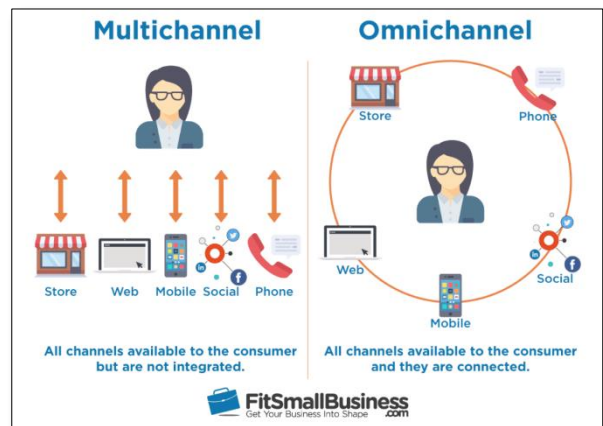 Multichannel
Store Web Mobile Social Phone
All channels available to the consumer
but are not integrated.
Omnichannel
Store
Phone
Web
Social
Mobile
All channels available to the consumer
and they are connected.
FitSmallBusiness
Get Your Business Into Shape .com